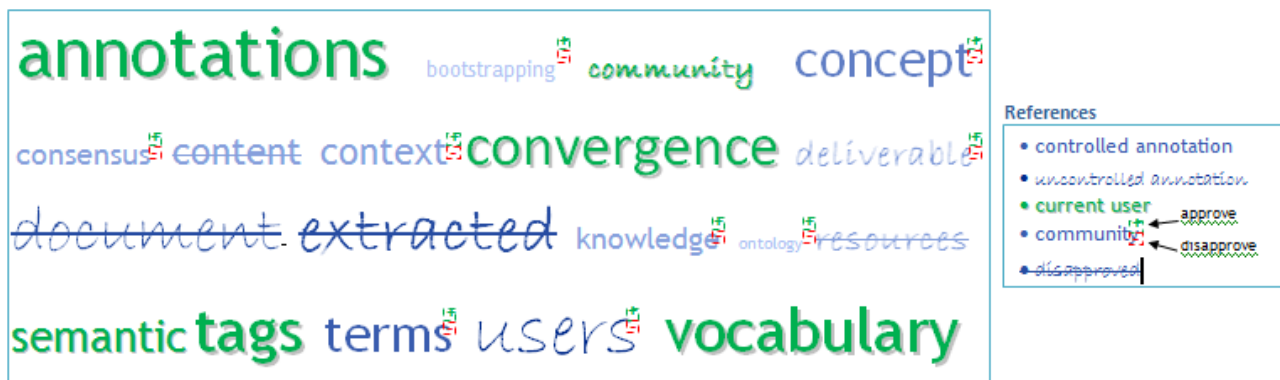 annotations bootstrapping community concept
consensus content context convergence deliverable
document extracted knowledge ontology resources
semantic tags terms users vocabulary
References
• controlled annotation
• uncontrolled annotation
• current user
• community
approve
disapprove
• disapproved